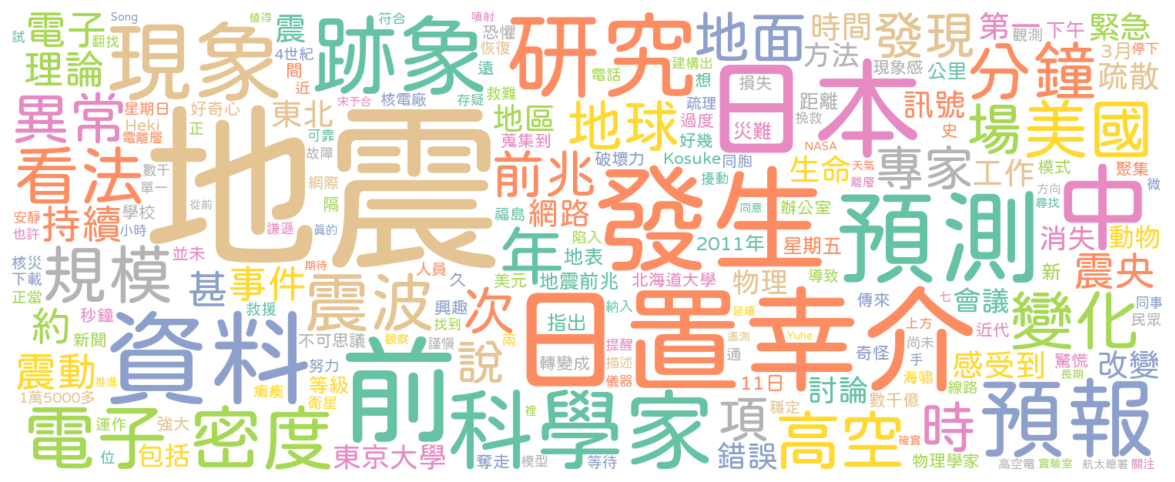 電子
Song
翻找
理論
現象
4世紀
震
間
近
跡象
符合
恐懼
恢復
遠
噴射
值得
研究
電話
建構出
想
地面
時間
方法
發現
現象感
公里
第一
觀測
下午
緊急
3月
停下
疏散
試
異常
星期日
Heki
電離層
好奇心
正
東北
宋予合
可靠
故障
核電廠
救難
存疑
地區
蒐集到
地球
疏理
過度
好幾
日本
損失
災難
距離
挽救
NASA
訊號
史
場
分鐘
美國
看法
數千
單一
持續
安靜
也許
學校
小時
從前
謙遜
真的
隔
網際
地震
前兆
網路
福島
破壞力
Kosuke
同胞
擾動
發生
同意
辦公室
生命
天氣
離層
專家
工作
模式
方向
尋找
聚集
微
中
預測
消失
動物
核災
下載
正當
規模
並未
甚
事件
期待
人員
久
年
陷入
地表
地震前兆
美元
北海道大學
2011年
星期五
導致
物理
新
震央
約
秒鐘
新聞
救援
震波
興趣
找到
次
指出
納入
延續
傳來
會議
近代
七
同事
民眾
變化
資料
不可思議
觀察
謹慎
兩
說
前
日置幸介
轉變成
提醒
描述
儀器
遙測
通
Yuhe
上方
尚未
手
奇怪
海嘯
感受到
驚慌
長期
改變
震動
推進
1萬5000多
癱瘓
努力
等級
衛星
科學家
11日
穩定
討論
數千億
線路
預報
電子密度
運作
強大
位
包括
東京大學
奪走
模型
裡
等待
項
錯誤
高空
時
確實
物理學家
高空電
實驗室
航太總署
關注